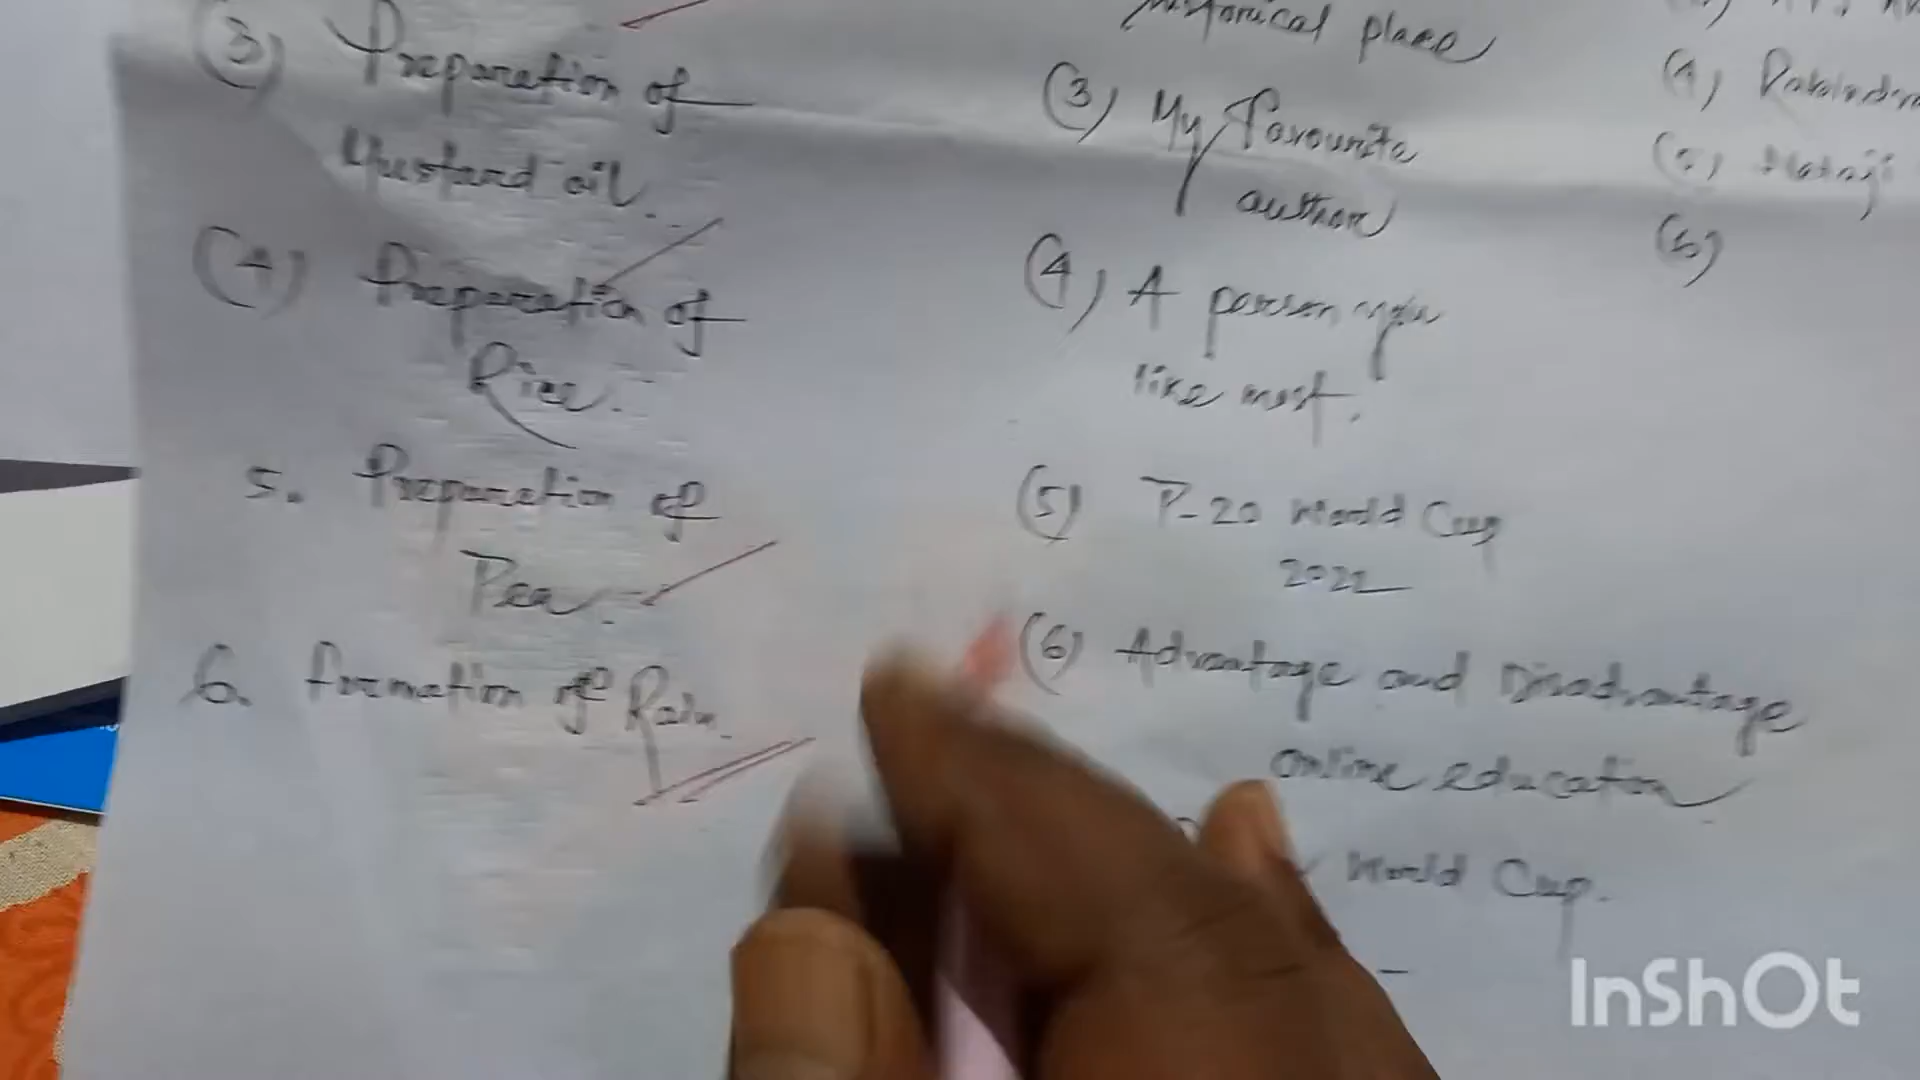 (3) Preparation of
Mustard oil.
(4) Preparation of
Rice.
5. Preparation of
Tea.
6. Formation of Rain.
Historical place
(3) My Favourite
author
(4) A person you
like most.
(5) T-20 World Cup
2022
(6) Advantage and Disadvantage
online education
World Cup.
(4) Rabindra
(5) Netaji
(6)
InShOt